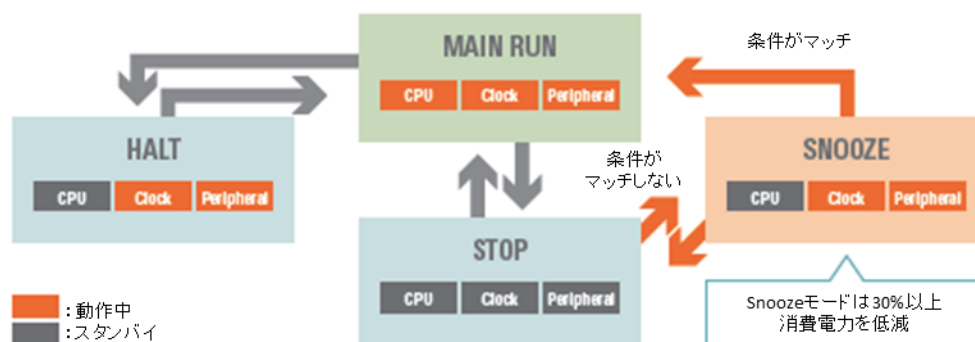 MAIN RUN
CPU Clock Peripheral
条件がマッチ
HALT
CPU Clock Peripheral
条件が
マッチしない
SNOOZE
CPU Clock Peripheral
STOP
CPU Clock Peripheral
:動作中
:スタンバイ
Snoozeモードは30%以上
消費電力を低減